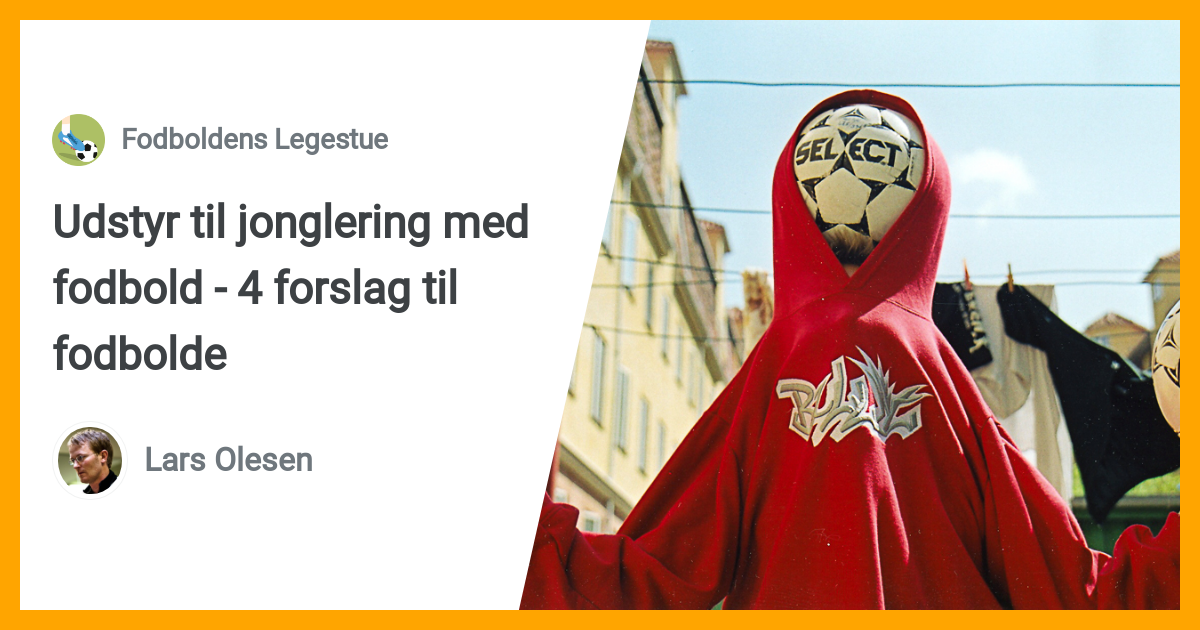 Fodboldens Legestue
Udstyr til jonglering med
fodbold - 4 forslag til
fodbolde
Lars Olesen
SELECT